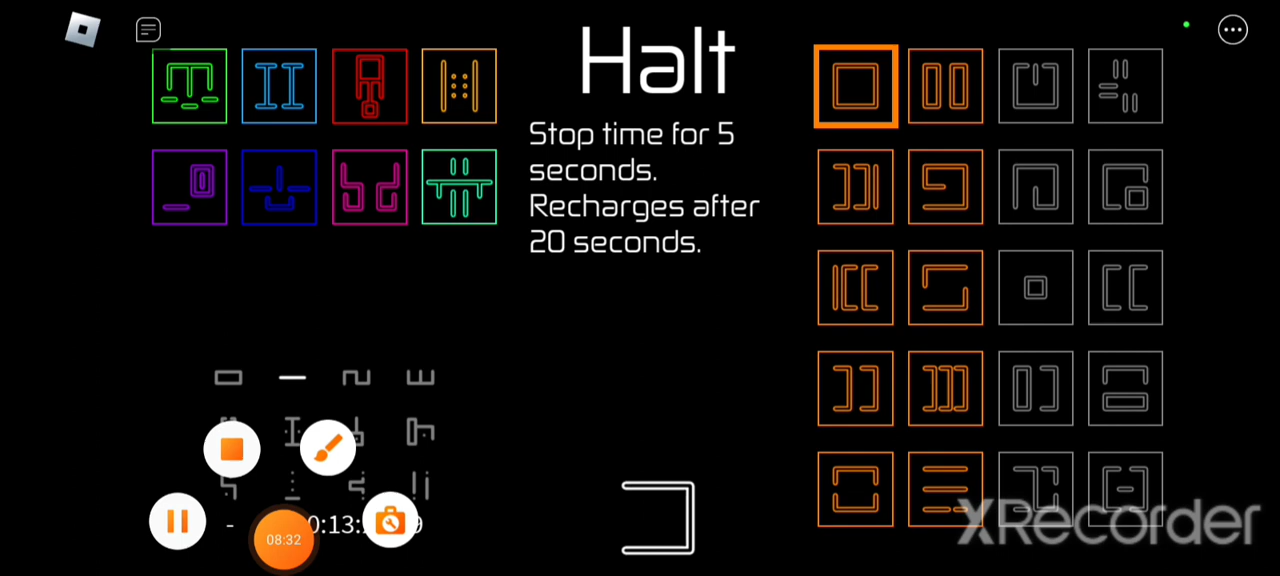 Halt
Stop time for 5
seconds.
Recharges after
20 seconds.
08:32
XRecorder